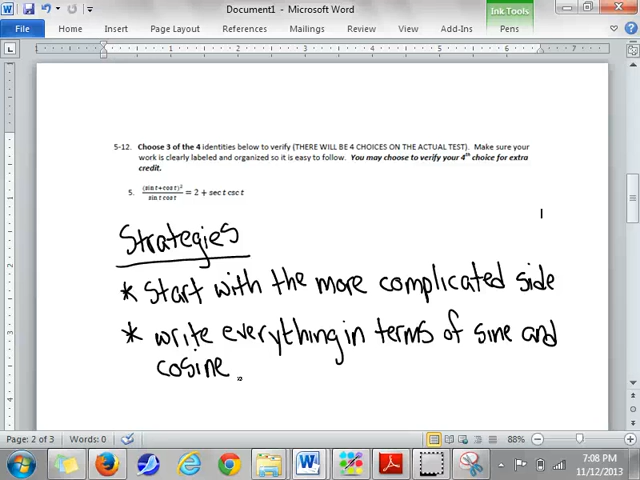 Document1 - Microsoft Word
Ink Tools
File Home Insert Page Layout References Mailings Review View Add-Ins Pens
5-12. Choose 3 of the 4 identities below to verify (THERE WILL BE 4 CHOICES ON THE ACTUAL TEST). Make sure your
work is clearly labeled and organized so it is easy to follow. You may choose to verify your 4th choice for extra
credit.
5. (sin t+cos t)²/sin t cos t = 2 + sec t csc t
Strategies
* Start with the more complicated side
* write everything in terms of sine and
cosine.
Page: 2 of 3 Words: 0 88%
7:08 PM
11/12/2013